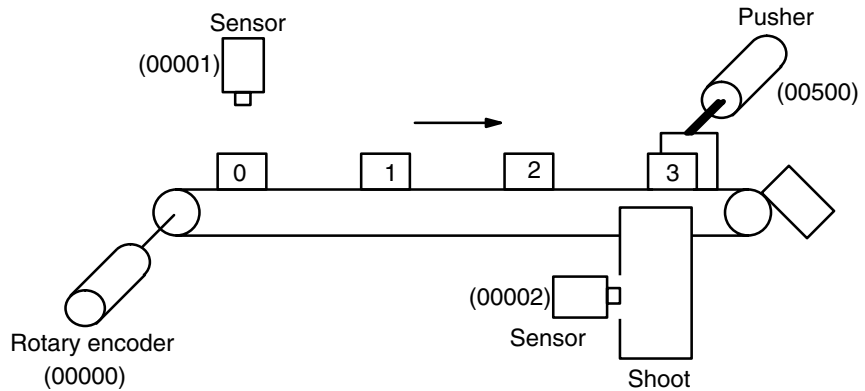 Sensor
(00001)
Pusher
(00500)
0
1
2
3
(00002)
Sensor
Rotary encoder
(00000)
Shoot